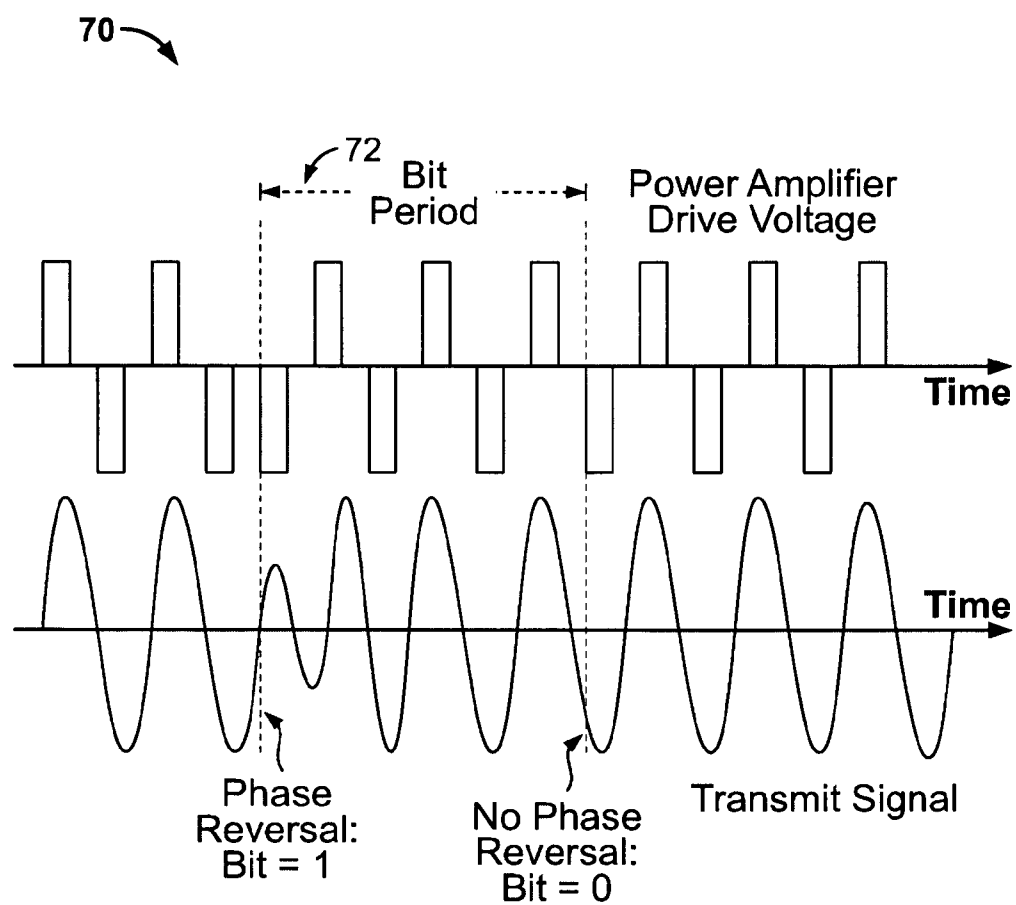 70
72
Bit
Period
Power Amplifier
Drive Voltage
Time
Time
Phase
Reversal:
Bit = 1
No Phase
Reversal:
Bit = 0
Transmit Signal